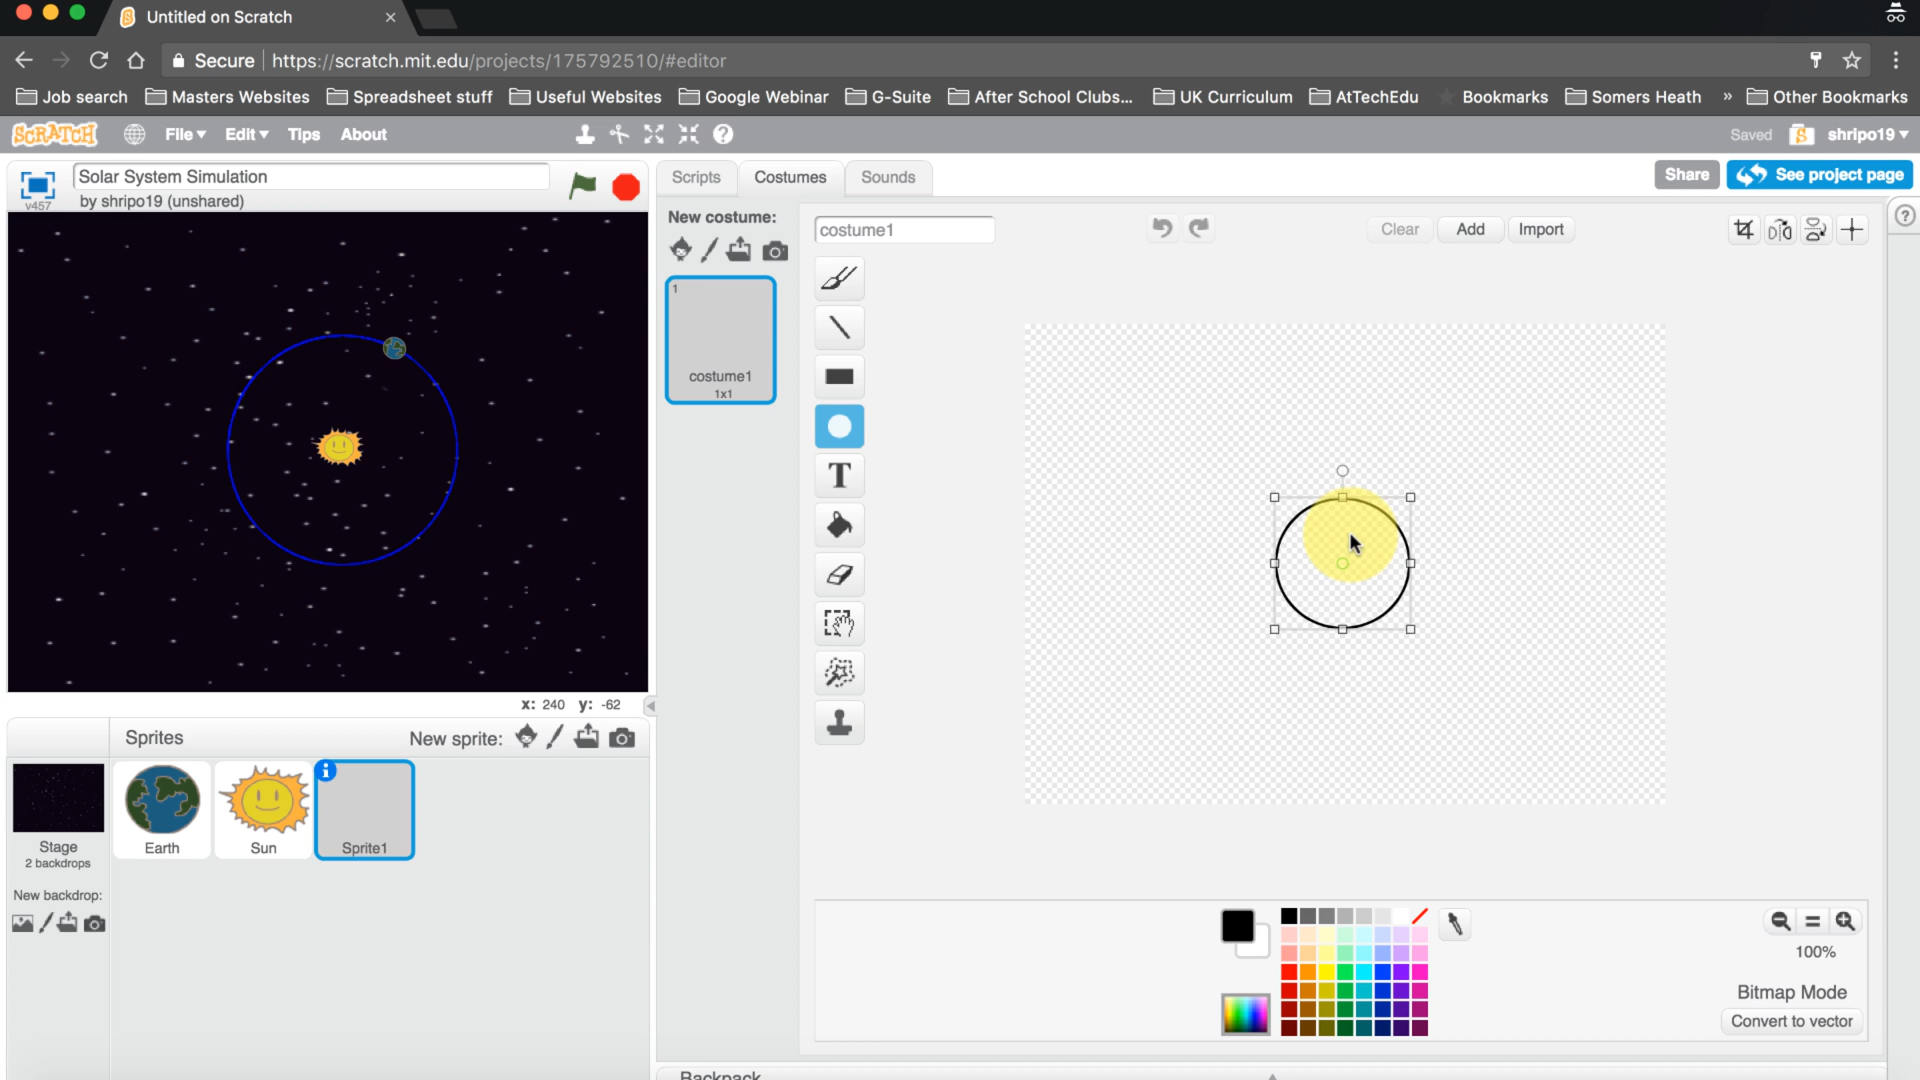 Untitled on Scratch
Secure https://scratch.mit.edu/projects/175792510/#editor
Job search Masters Websites Spreadsheet stuff Useful Websites Google Webinar G-Suite After School Clubs... UK Curriculum AtTechEdu Bookmarks Somers Heath » Other Bookmarks
SCRATCH File Edit Tips About Saved shripo19
Solar System Simulation
v457
by shripo19 (unshared)
Scripts Costumes Sounds Share See project page
New costume:
costume1 Clear Add Import
1
costume1
1x1
T
x: 240 y: -62
Sprites New sprite:
Stage
2 backdrops
Earth Sun Sprite1
New backdrop:
100%
Bitmap Mode
Convert to vector
Backpack